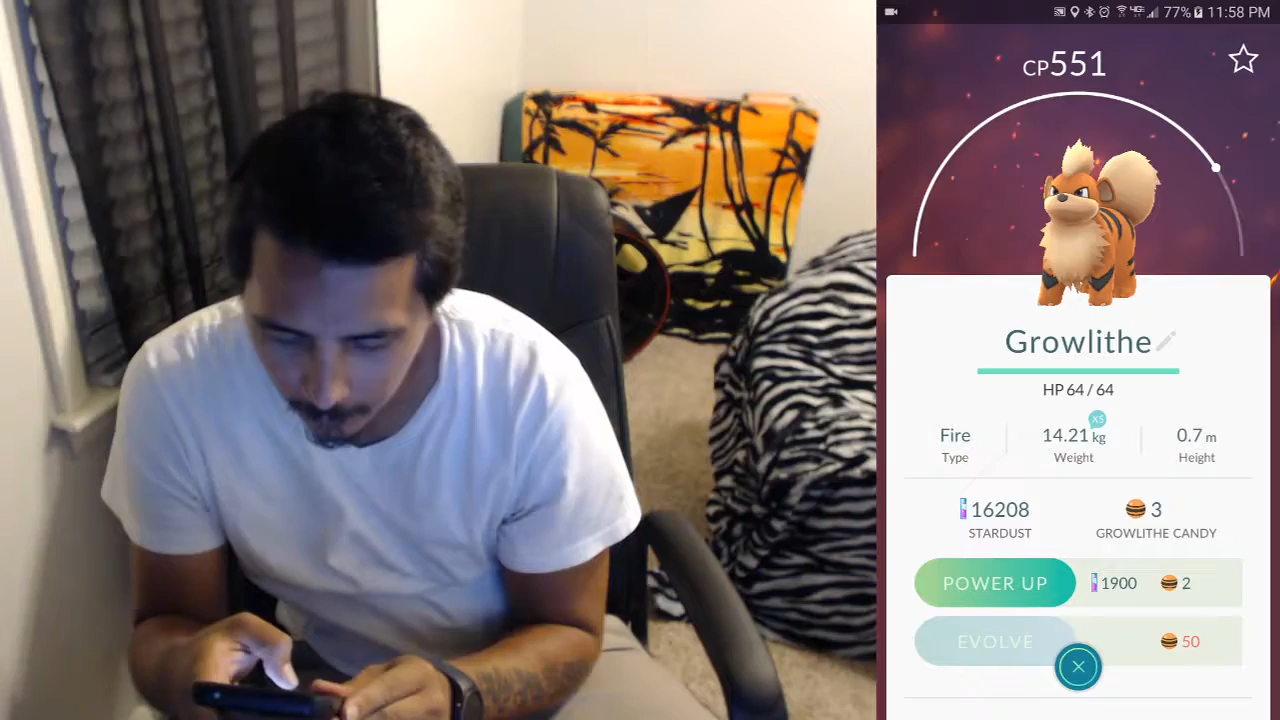 77% 11:58 PM
CP551
Growlithe
HP 64 / 64
XS
Fire 14.21 kg 0.7 m
Type Weight Height
16208 3
STARDUST GROWLITHE CANDY
POWER UP 1900 2
EVOLVE 50